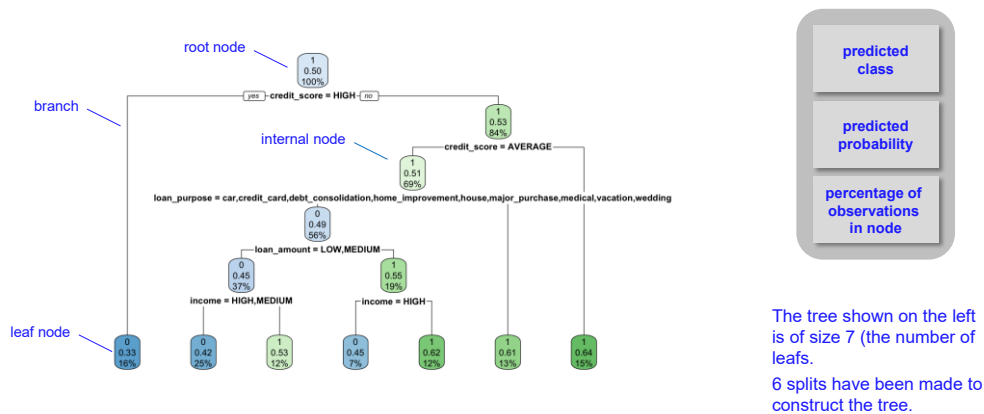 root node
1
0.50
100%
yes credit_score = HIGH no
branch
1
0.53
84%
internal node
credit_score = AVERAGE
1
0.51
69%
loan_purpose = car,credit_card,debt_consolidation,home_improvement,house,major_purchase,medical,vacation,wedding
0
0.49
56%
loan_amount = LOW,MEDIUM
0
0.45
37%
1
0.55
19%
income = HIGH,MEDIUM
income = HIGH
leaf node
0
0.33
16%
0
0.42
25%
1
0.53
12%
0
0.45
7%
1
0.62
12%
1
0.61
13%
1
0.64
15%
predicted
class
predicted
probability
percentage of
observations
in node
The tree shown on the left
is of size 7 (the number of
leafs.
6 splits have been made to
construct the tree.